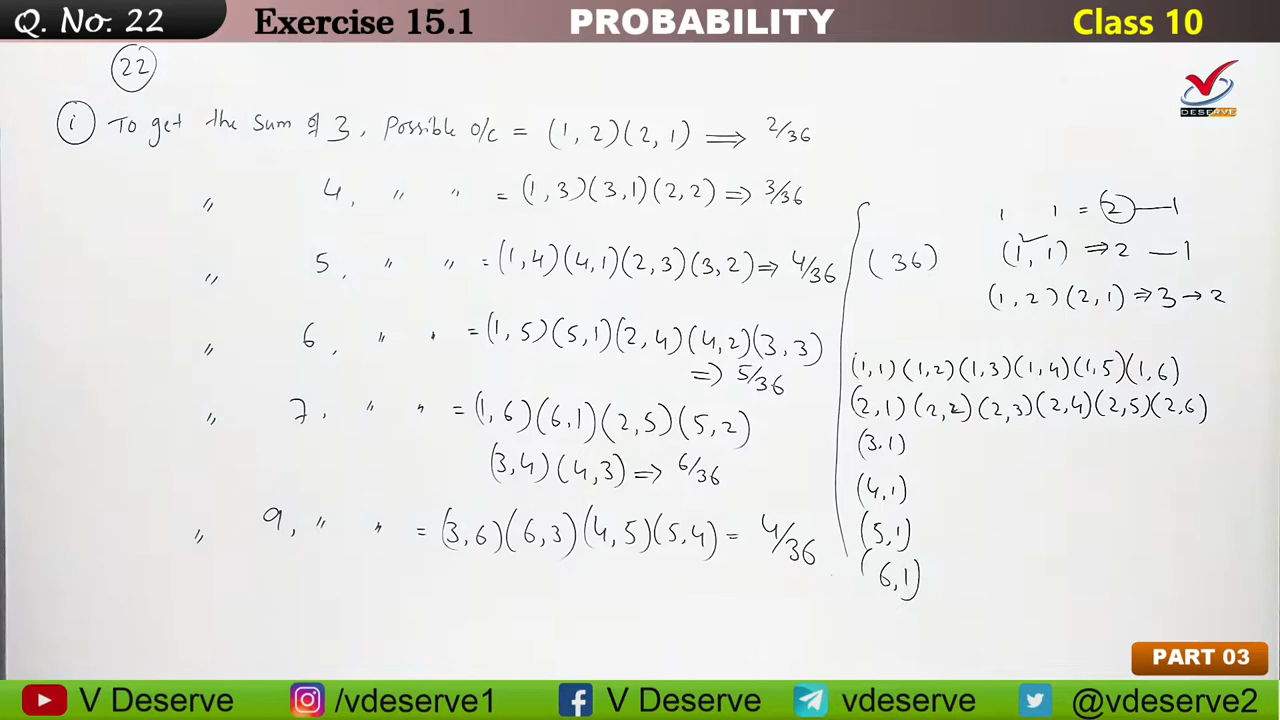 Q. No. 22
Exercise 15.1
PROBABILITY
Class 10
DESERVE
22
i To get the sum of 3, Possible o/c = (1, 2) (2, 1) ⟹ 2/36
〃 4, 〃 〃 = (1, 3) (3, 1) (2, 2) ⟹ 3/36
〃 5, 〃 〃 = (1, 4) (4, 1) (2, 3) (3, 2) ⟹ 4/36
〃 6, 〃 〃 = (1, 5) (5, 1) (2, 4) (4, 2) (3, 3)
⟹ 5/36
〃 7, 〃 〃 = (1, 6) (6, 1) (2, 5) (5, 2)
(3, 4) (4, 3) ⟹ 6/36
〃 9, 〃 〃 = (3, 6) (6, 3) (4, 5) (5, 4) = 4/36
1 1 = 2 — 1
(36) (1, 1) ⟹ 2 — 1
(1, 2) (2, 1) ⟹ 3 → 2
(1, 1) (1, 2) (1, 3) (1, 4) (1, 5) (1, 6)
(2, 1) (2, 2) (2, 3) (2, 4) (2, 5) (2, 6)
(3.1)
(4,1)
(5,1)
(6,1)
PART 03
V Deserve
/vdeserve1
V Deserve
vdeserve
@vdeserve2